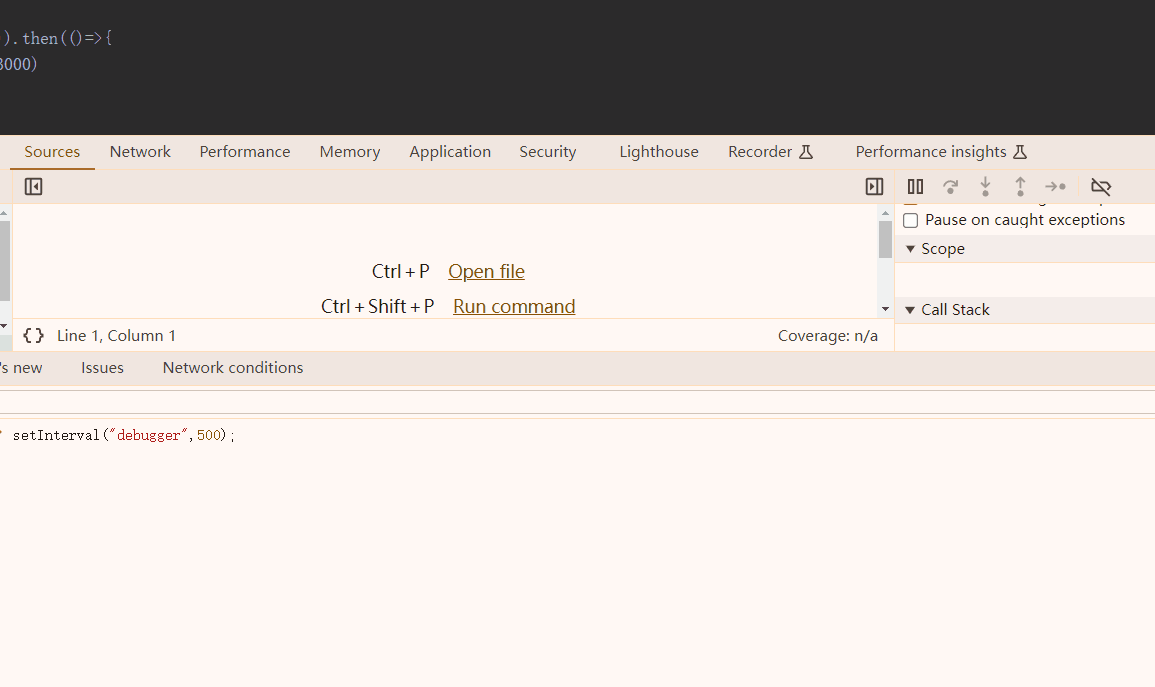 ).then(()=>{
3000)
Sources Network Performance Memory Application Security Lighthouse Recorder Performance insights
Pause on caught exceptions
Scope
Ctrl + P Open file
Ctrl + Shift + P Run command
Call Stack
{} Line 1, Column 1 Coverage: n/a
's new Issues Network conditions
setInterval("debugger",500);